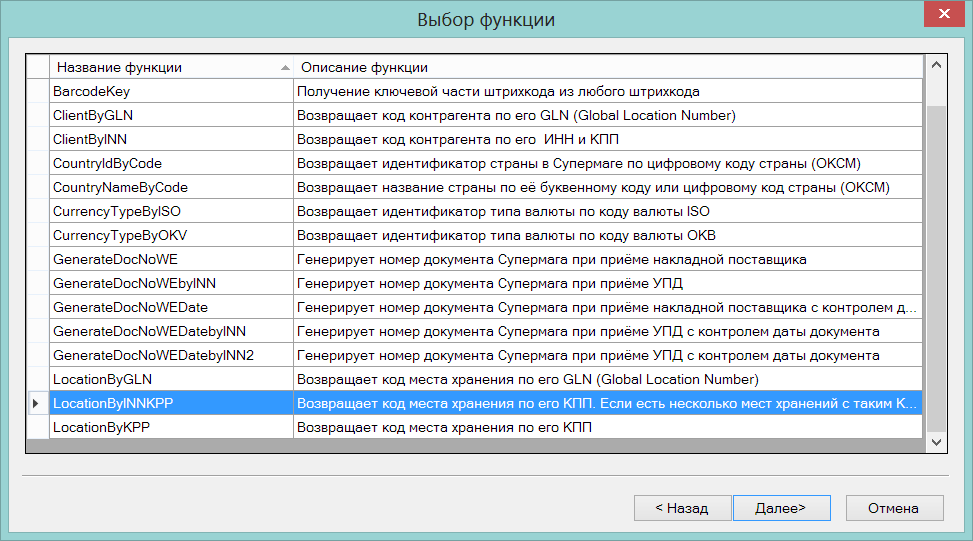 Выбор функции
Название функции Описание функции
BarcodeKey Получение ключевой части штрихкода из любого штрихкода
ClientByGLN Возвращает код контрагента по его GLN (Global Location Number)
ClientByINN Возвращает код контрагента по его ИНН и КПП
CountryIdByCode Возвращает идентификатор страны в Супермаге по цифровому коду страны (ОКСМ)
CountryNameByCode Возвращает название страны по её буквенному коду или цифровому код страны (ОКСМ)
CurrencyTypeByISO Возвращает идентификатор типа валюты по коду валюты ISO
CurrencyTypeByOKV Возвращает идентификатор типа валюты по коду валюты ОКВ
GenerateDocNoWE Генерирует номер документа Супермага при приёме накладной поставщика
GenerateDocNoWEbyINN Генерирует номер документа Супермага при приёме УПД
GenerateDocNoWEDate Генерирует номер документа Супермага при приёме накладной поставщика с контролем д...
GenerateDocNoWEDatebyINN Генерирует номер документа Супермага при приёме УПД с контролем даты документа
GenerateDocNoWEDatebyINN2 Генерирует номер документа Супермага при приёме УПД с контролем даты документа
LocationByGLN Возвращает код места хранения по его GLN (Global Location Number)
LocationByINNKPP Возвращает код места хранения по его КПП. Если есть несколько мест хранений с таким К...
LocationByKPP Возвращает код места хранения по его КПП
< Назад Далее> Отмена